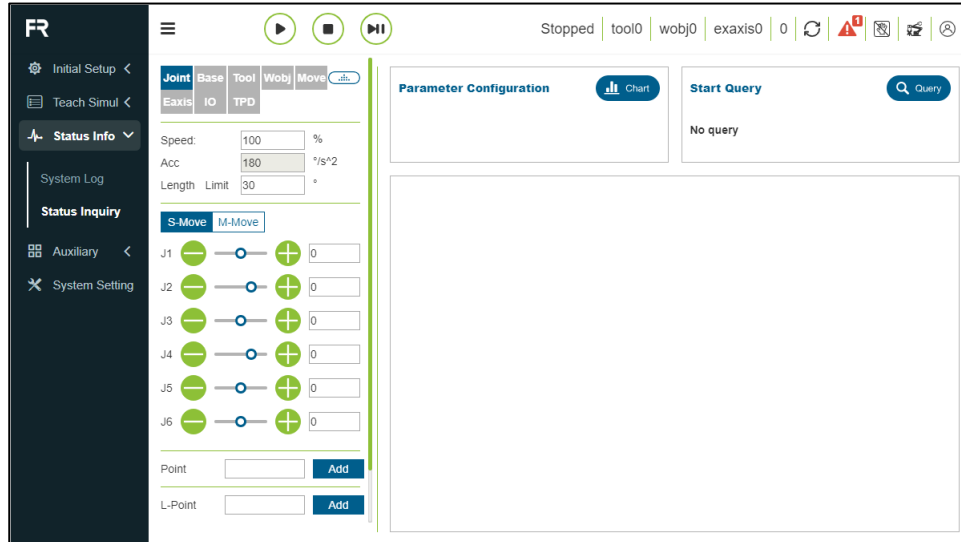 FR
Stopped tool0 wobj0 exaxis0 0 1
Initial Setup
Teach Simul
Status Info
System Log
Status Inquiry
Auxiliary
System Setting
Joint Base Tool Wobj Move
Eaxis IO TPD
Speed: 100 %
Acc 180 °/s^2
Length Limit 30 °
S-Move M-Move
J1 0
J2 0
J3 0
J4 0
J5 0
J6 0
Point Add
L-Point Add
Parameter Configuration Chart
Start Query Query
No query